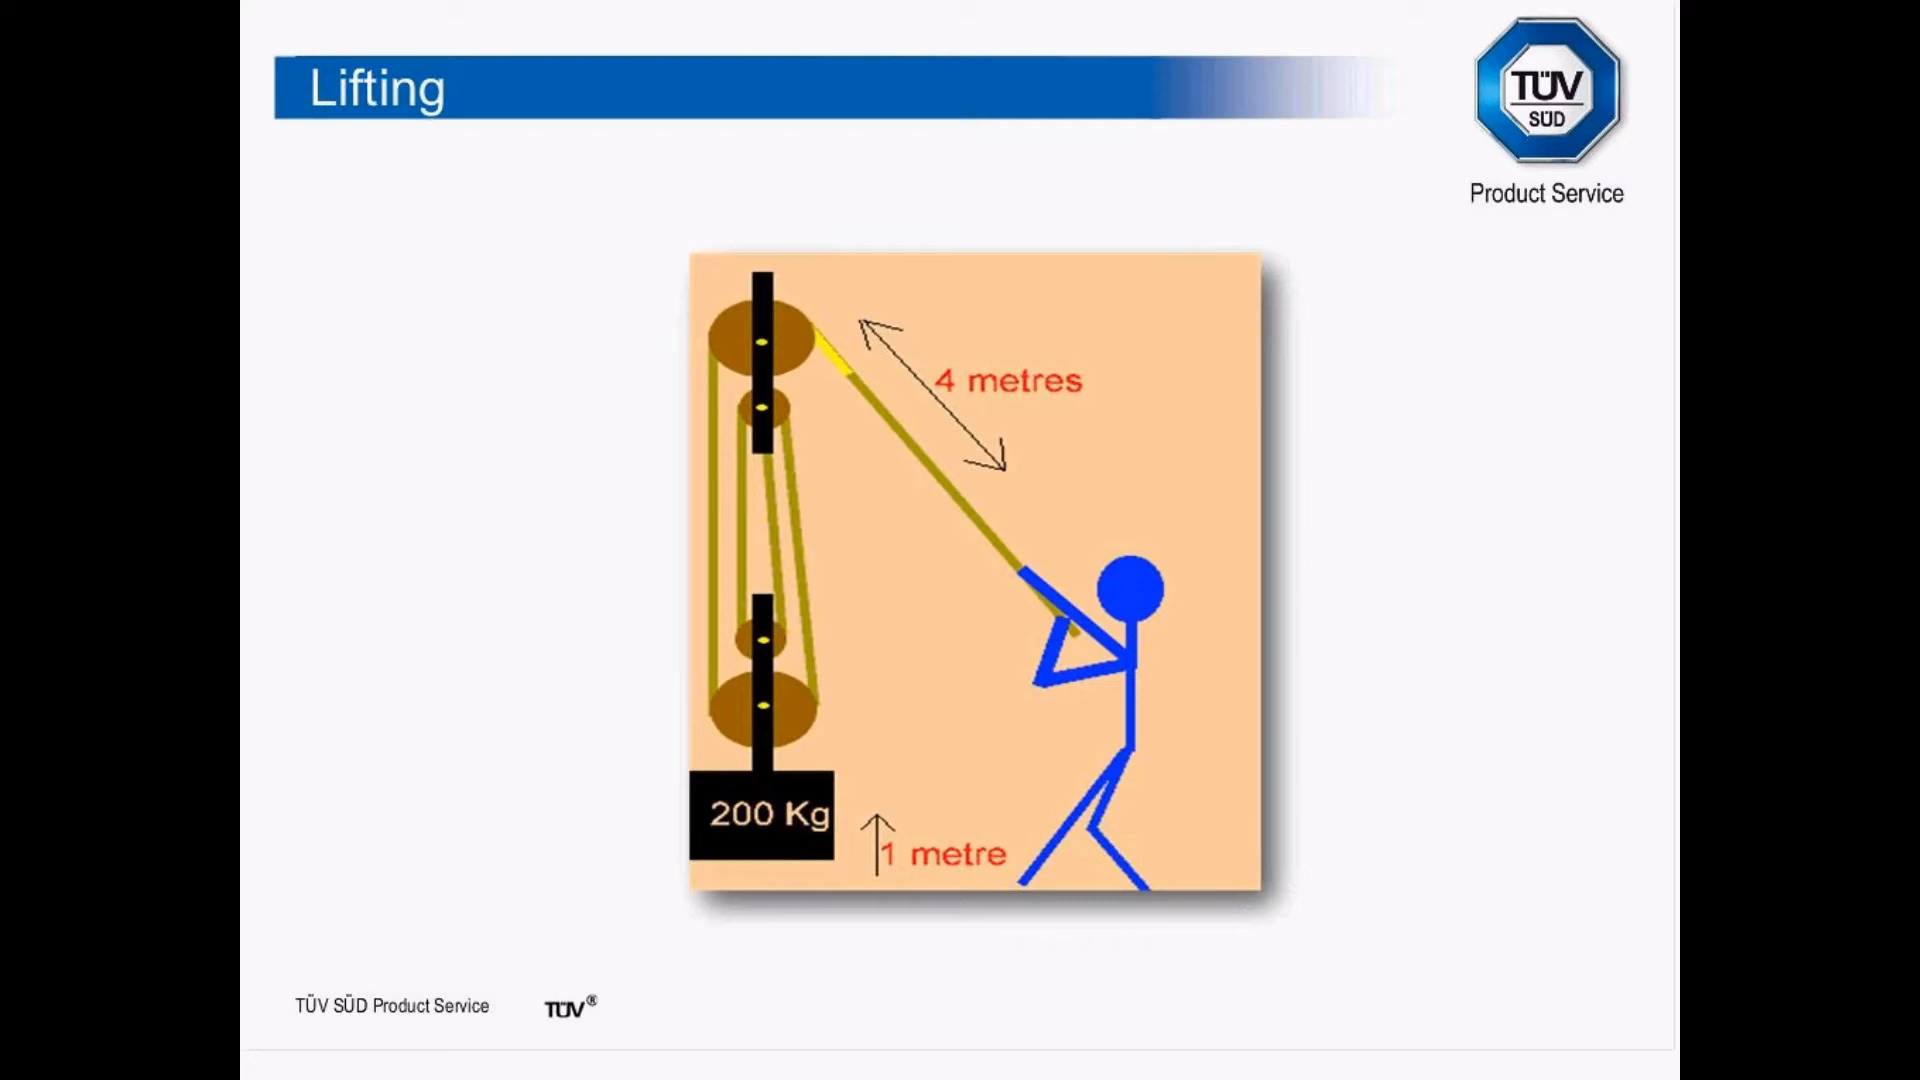 Lifting
TÜV
SÜD
Product Service
4 metres
200 Kg
1 metre
TÜV SÜD Product Service
TÜV®